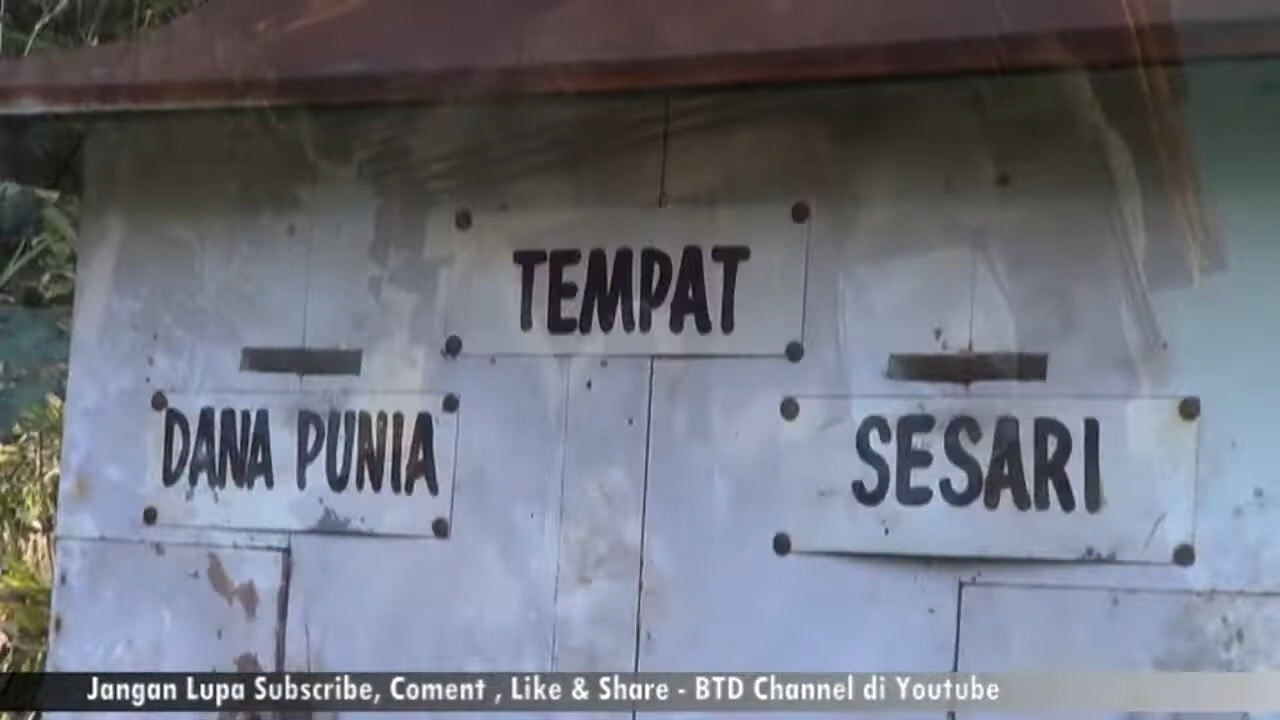 TEMPAT
DANA PUNIA
SESARI
Jangan Lupa Subscribe, Coment , Like & Share - BTD Channel di Youtube